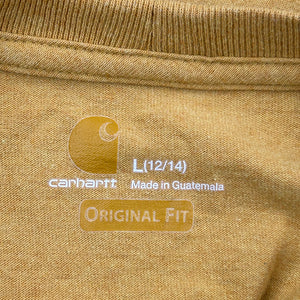 L(12/14)
carhartt Made in Guatemala
ORIGINAL FIT